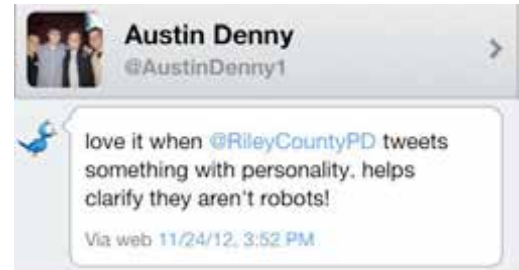 Austin Denny
@AustinDenny1
love it when @RileyCountyPD tweets
something with personality. helps
clarify they aren't robots!
Via web 11/24/12, 3:52 PM